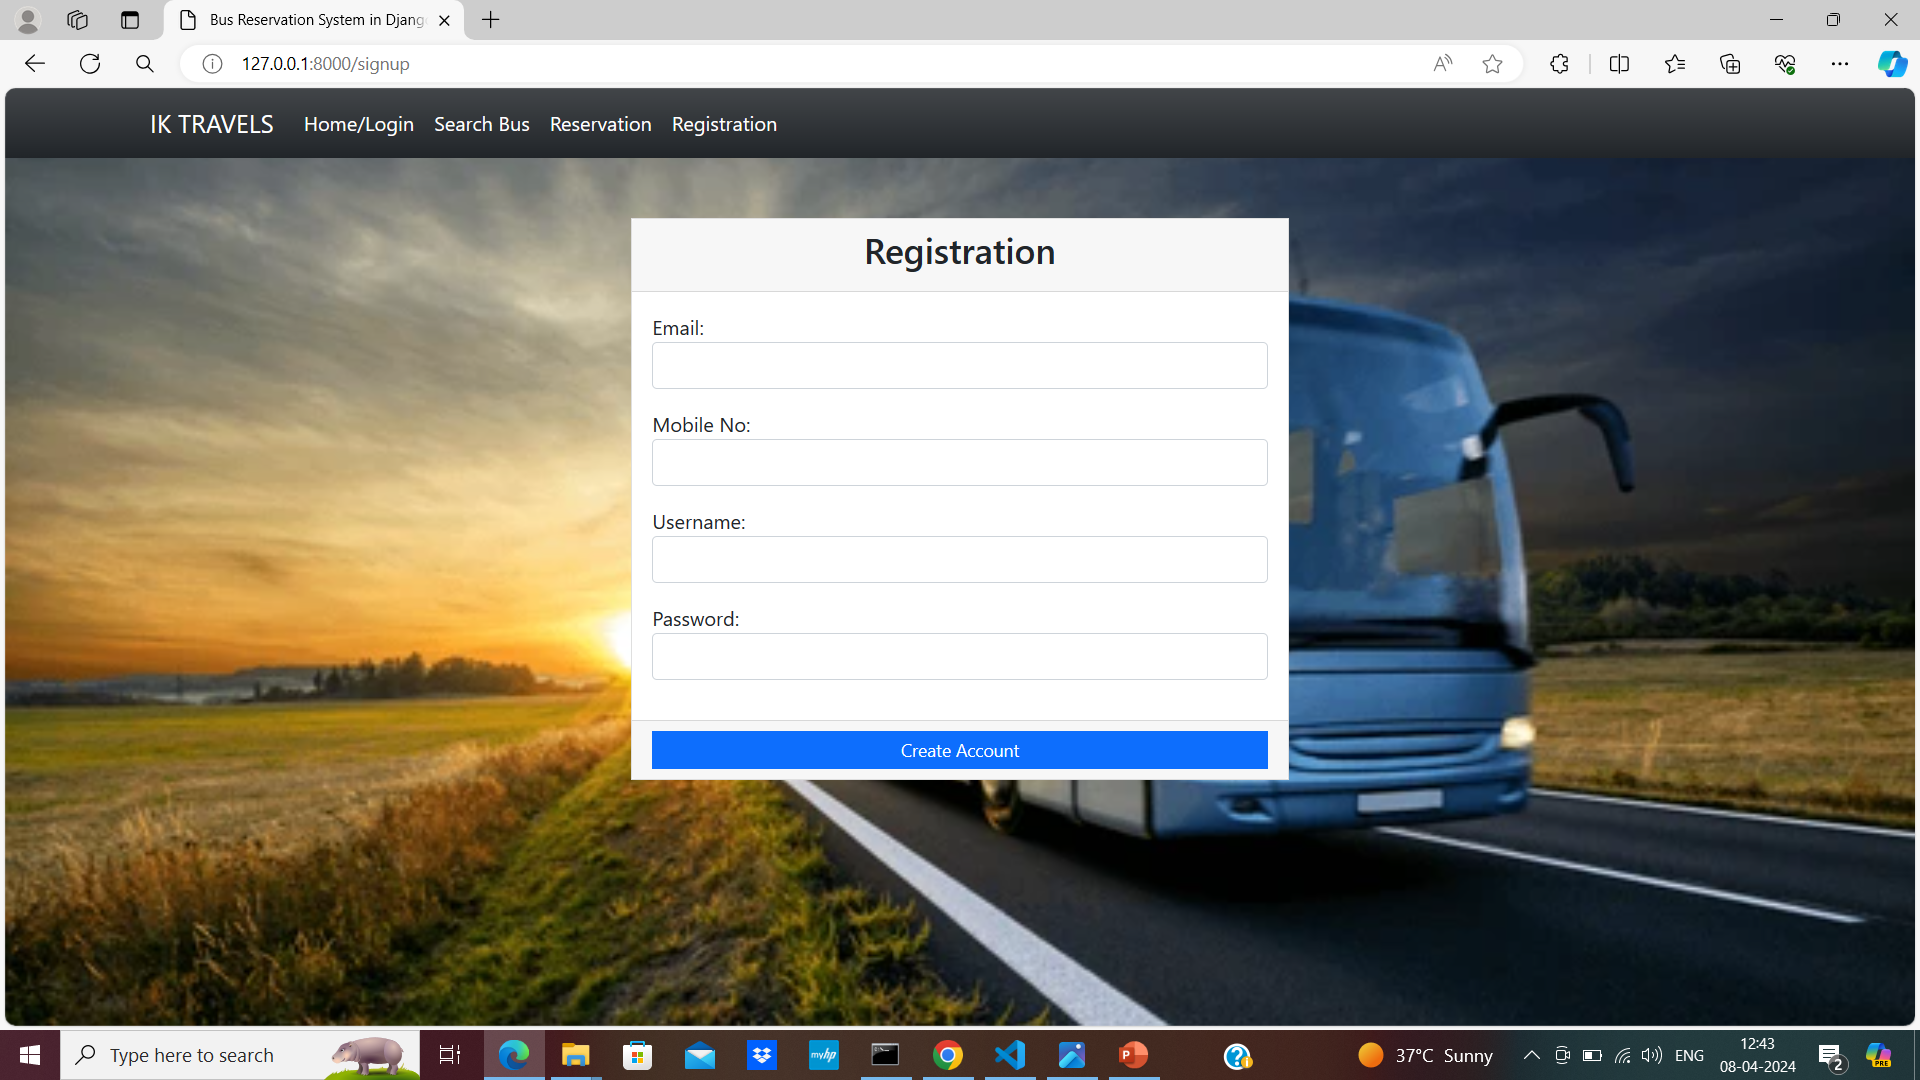 Bus Reservation System in Djang
127.0.0.1:8000/signup
IK TRAVELS
Home/Login
Search Bus
Reservation
Registration
Registration
Email:
Mobile No:
Username:
Password:
Create Account
Type here to search
myhp
37°C Sunny
ENG
12:43
08-04-2024
2
PRE